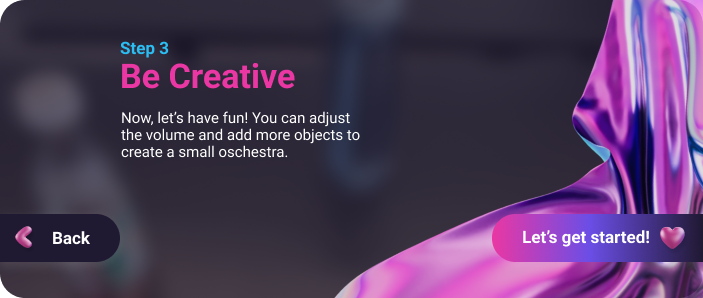 Step 3
Be Creative
Now, let's have fun! You can adjust
the volume and add more objects to
create a small oschestra.
Back
Let's get started!